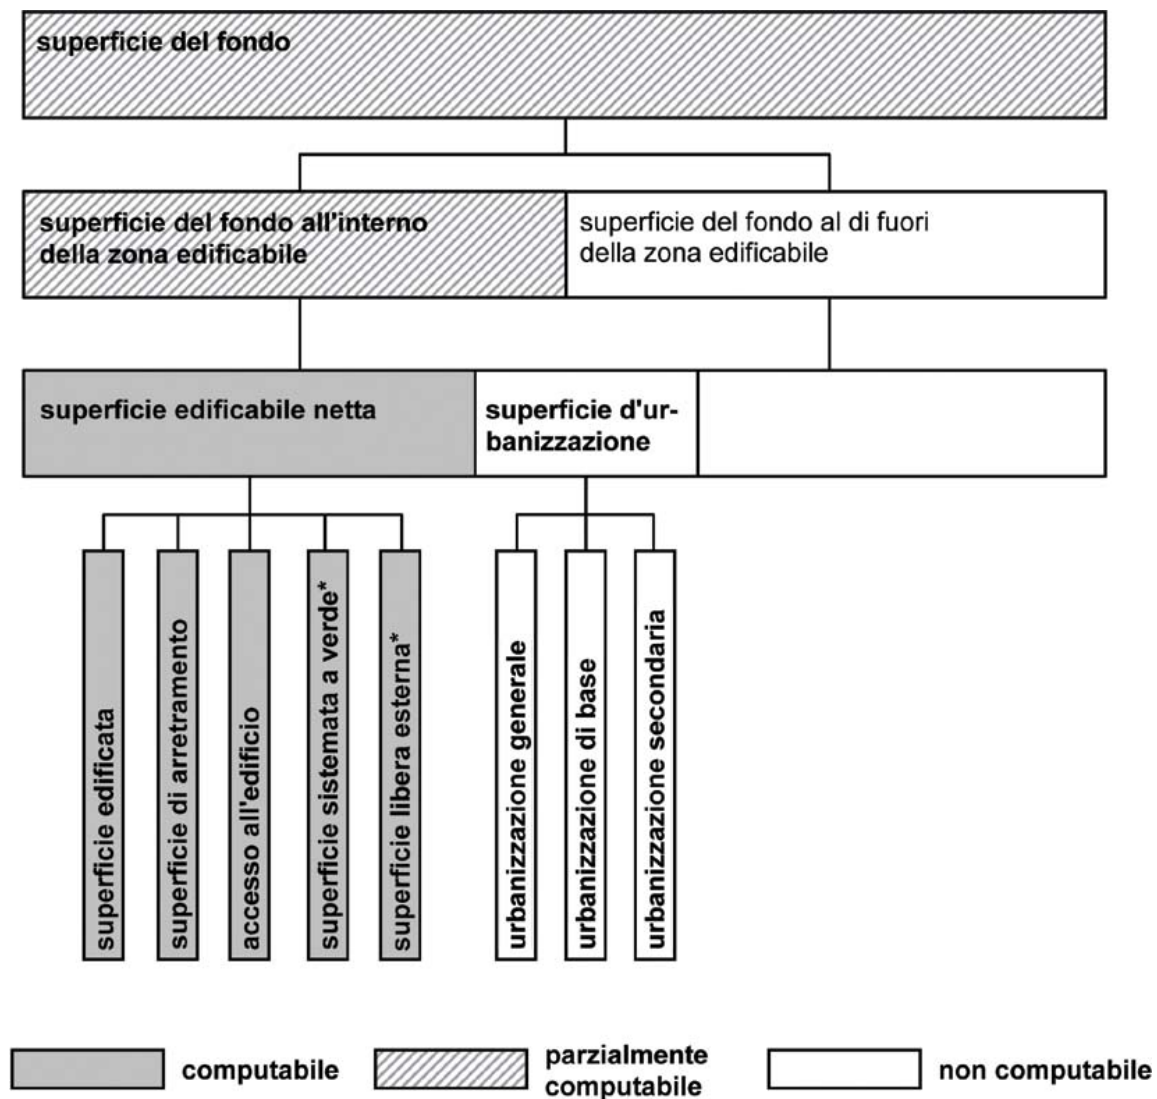 superficie del fondo
superficie del fondo all'interno
della zona edificabile
superficie del fondo al di fuori
della zona edificabile
superficie edificabile netta
superficie d'ur-
banizzazione
superficie edificata
superficie di arretramento
accesso all'edificio
superficie sistemata a verde*
superficie libera esterna*
urbanizzazione generale
urbanizzazione di base
urbanizzazione secondaria
computabile
parzialmente
computabile
non computabile